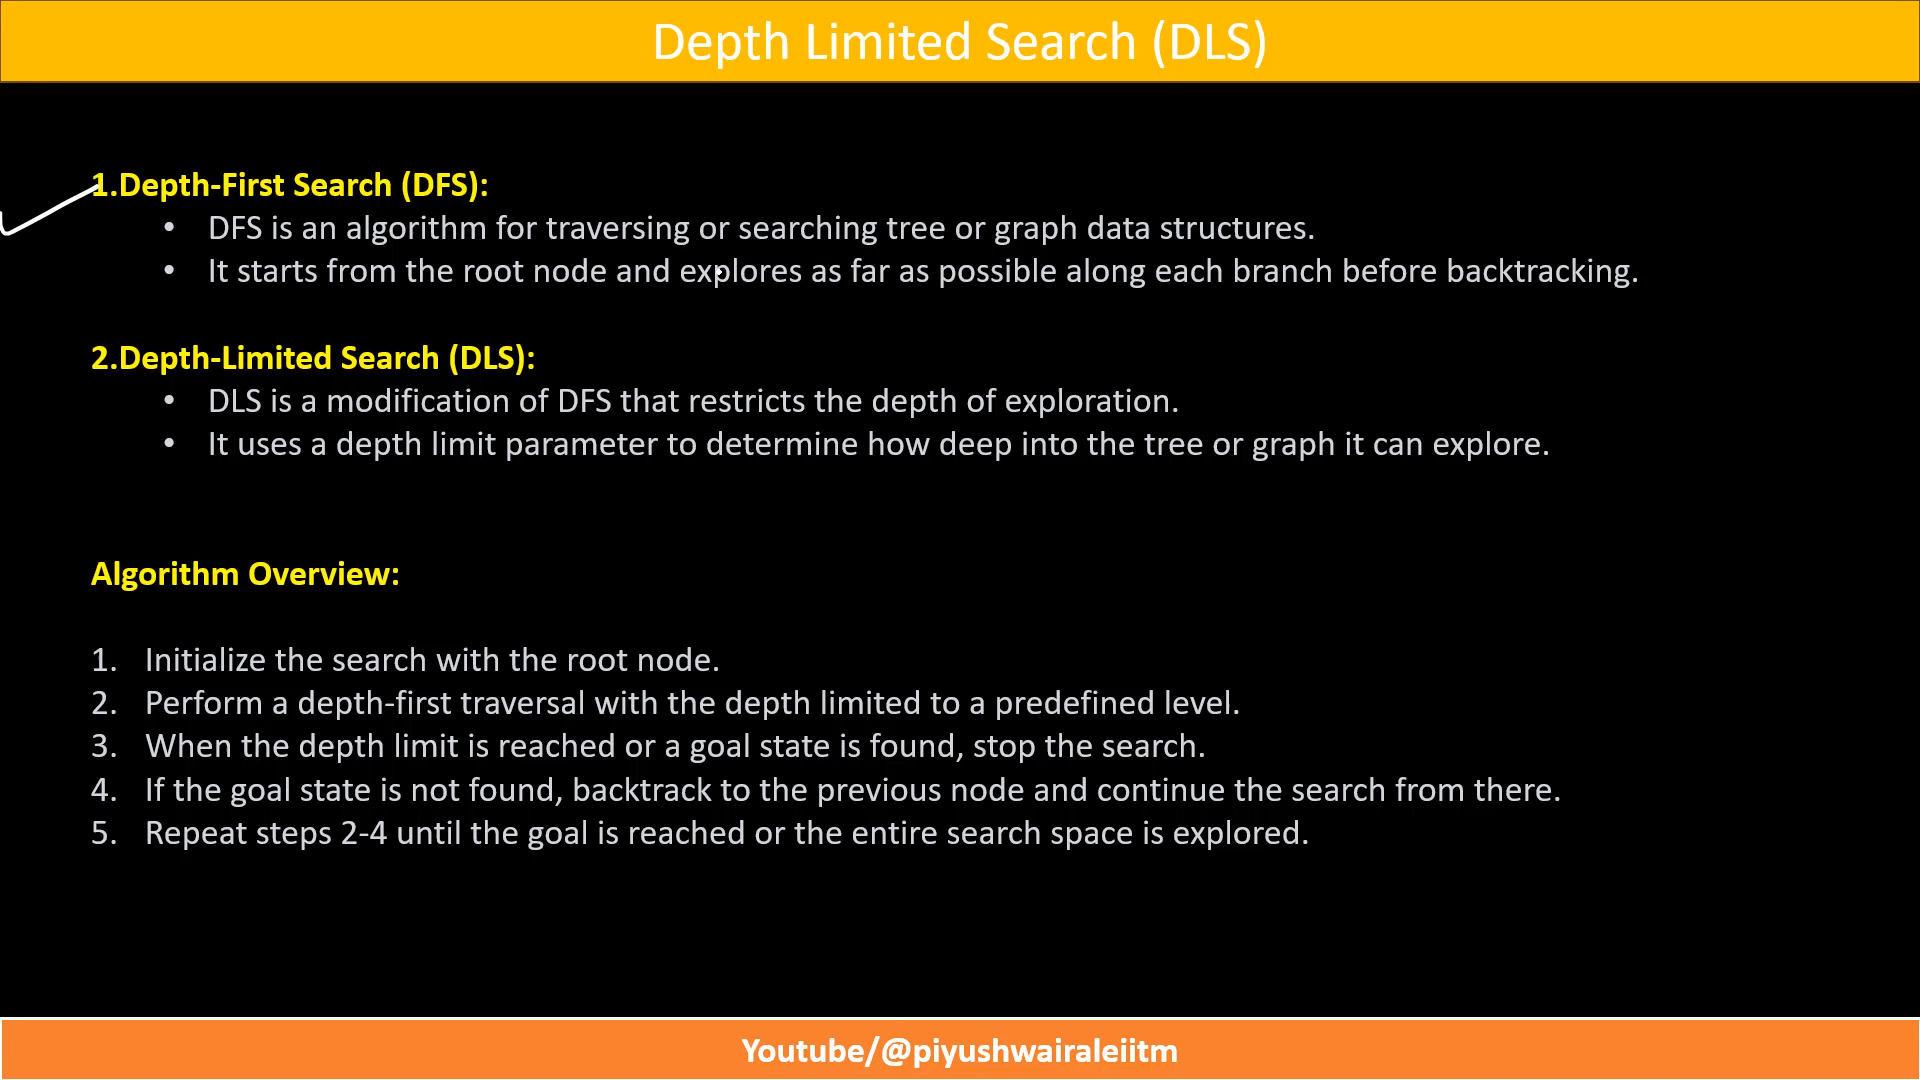 Depth Limited Search (DLS)
1.Depth-First Search (DFS):
• DFS is an algorithm for traversing or searching tree or graph data structures.
• It starts from the root node and explores as far as possible along each branch before backtracking.
2.Depth-Limited Search (DLS):
• DLS is a modification of DFS that restricts the depth of exploration.
• It uses a depth limit parameter to determine how deep into the tree or graph it can explore.
Algorithm Overview:
1. Initialize the search with the root node.
2. Perform a depth-first traversal with the depth limited to a predefined level.
3. When the depth limit is reached or a goal state is found, stop the search.
4. If the goal state is not found, backtrack to the previous node and continue the search from there.
5. Repeat steps 2-4 until the goal is reached or the entire search space is explored.
Youtube/@piyushwairaleiitm